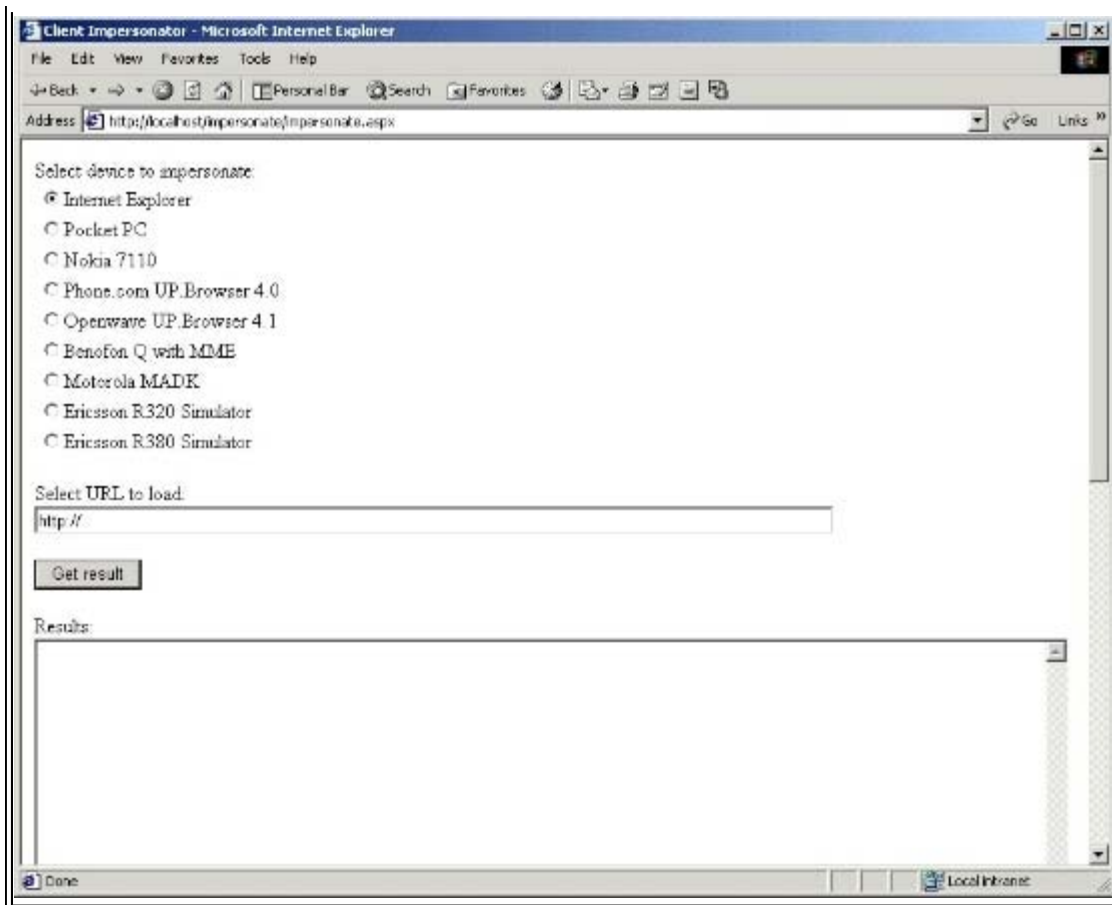 Client Impersonator - Microsoft Internet Explorer
File Edit View Favorites Tools Help
Back Personal Bar Search Favorites
Address http://localhost/impersonate/impersonate.aspx Go Links »
Select device to impersonate:
Internet Explorer
Pocket PC
Nokia 7110
Phone.com UP.Browser 4.0
Openwave UP.Browser 4.1
Benofon Q with MME
Motorola MADK
Ericsson R320 Simulator
Ericsson R380 Simulator
Select URL to load:
http://
Get result
Results:
Done Local intranet